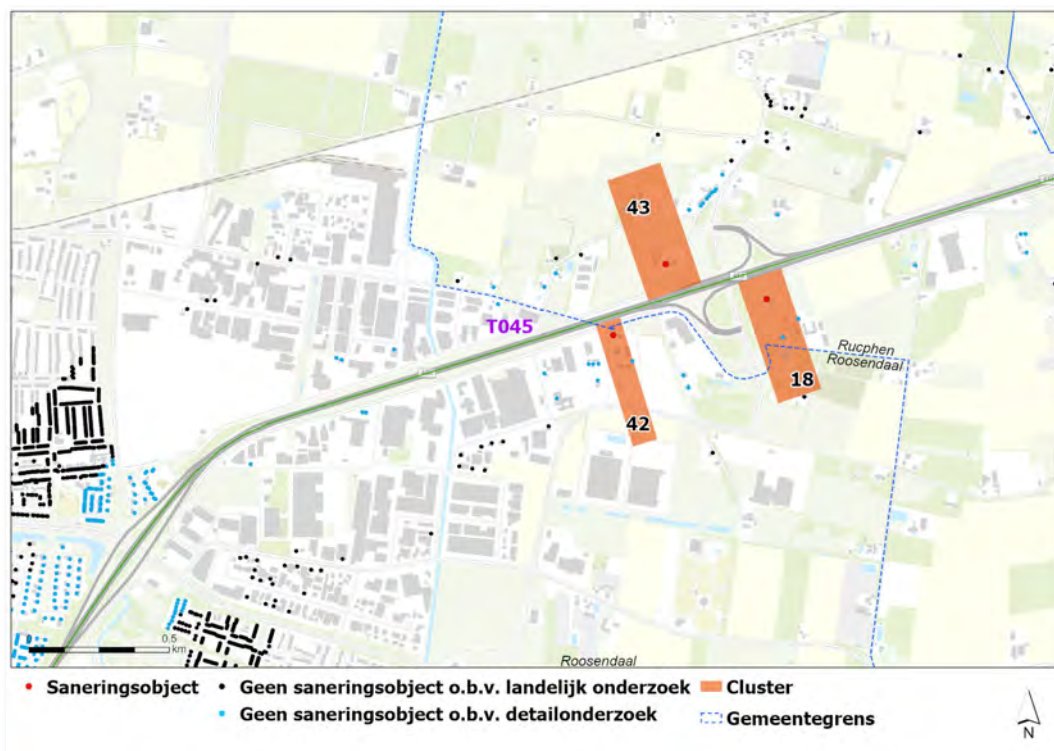 43
T045
Rucphen
Roosendaal
18
42
0
0.5
km
Roosendaal
Saneringsobject
Geen saneringsobject o.b.v. landelijk onderzoek
Cluster
Geen saneringsobject o.b.v. detailonderzoek
Gemeentegrens
N